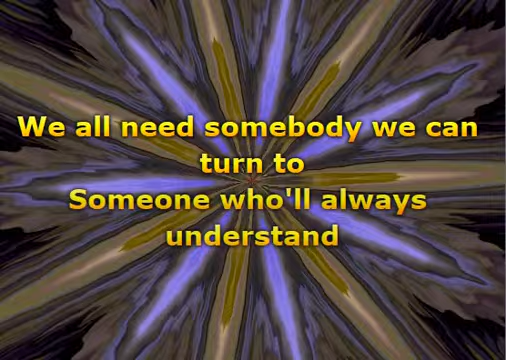 We all need somebody we can
turn to
Someone who'll always
understand